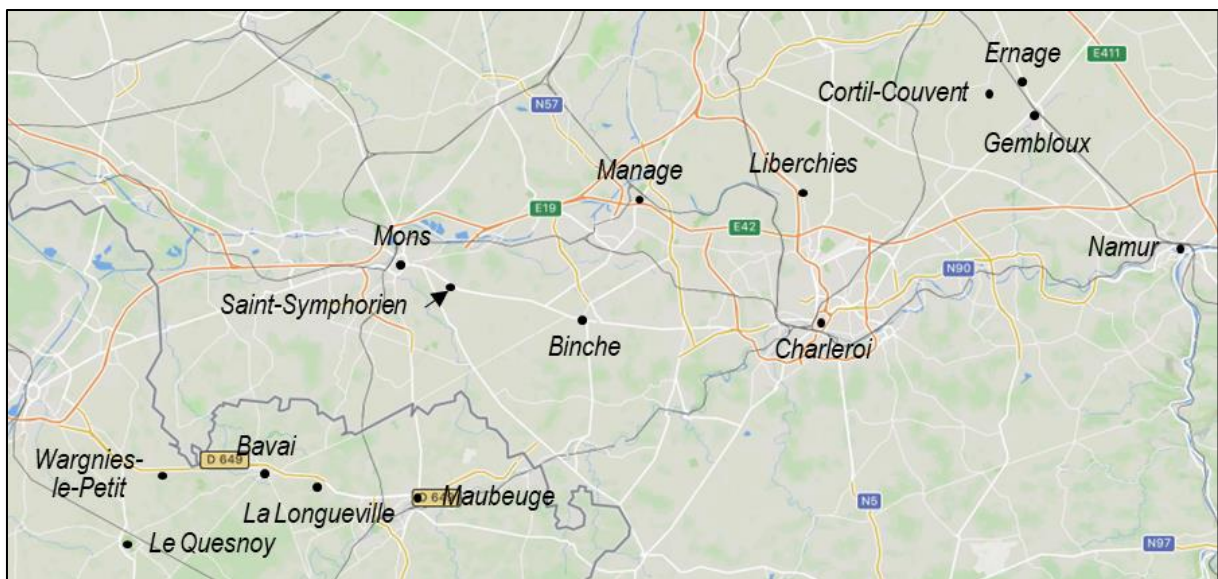 Ernage
E411
Cortil-Couvent
N57
Gembloux
Liberchies
Manage
E19
E42
Mons
Namur
N90
Saint-Symphorien
Binche
Charleroi
Bavai
D 649
Wargnies-
le-Petit
La Longueville
Maubeuge
N5
Le Quesnoy
N97